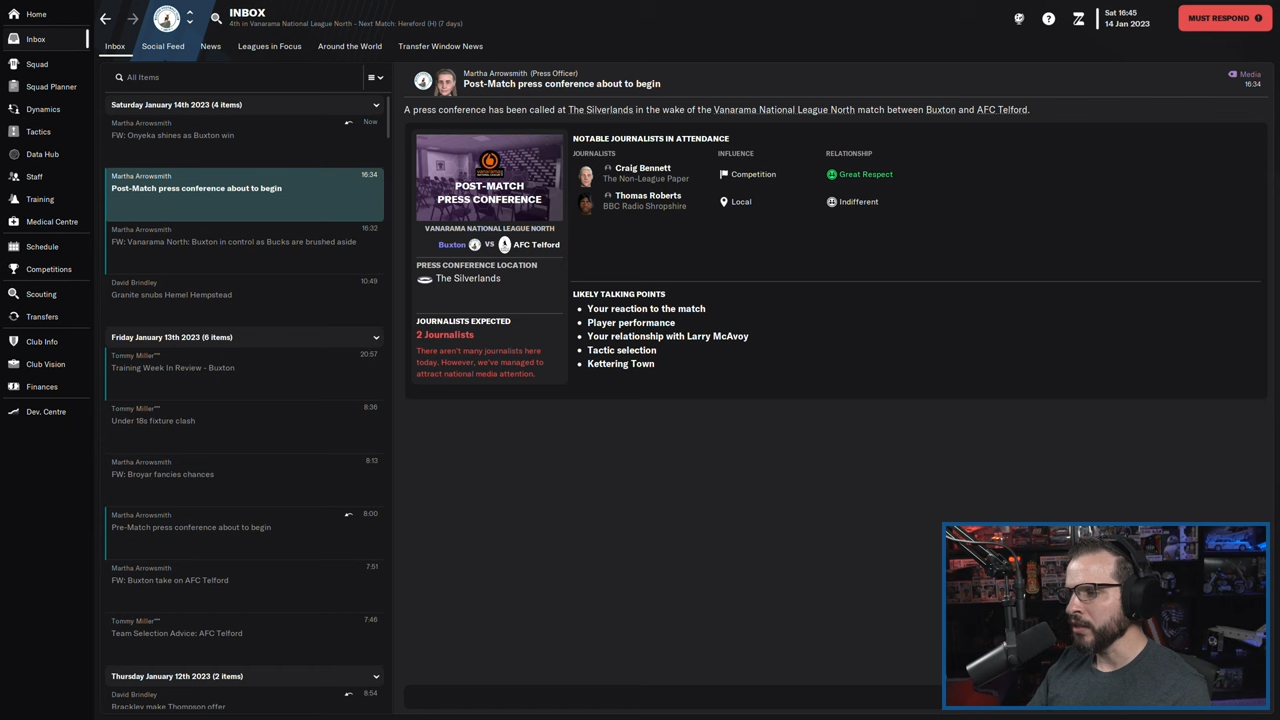 Home
Inbox
Squad
Squad Planner
Dynamics
Tactics
Data Hub
Staff
Training
Medical Centre
Schedule
Competitions
Scouting
Transfers
Club Info
Club Vision
Finances
Dev. Centre
INBOX
4th in Vanarama National League North - Next Match: Hereford (H) (7 days)
Sat 16:45
14 Jan 2023
MUST RESPOND
Inbox Social Feed News Leagues in Focus Around the World Transfer Window News
All Items
Saturday January 14th 2023 (4 items)
Martha Arrowsmith Now
FW: Onyeka shines as Buxton win
Martha Arrowsmith 16:34
Post-Match press conference about to begin
Martha Arrowsmith 16:32
FW: Vanarama North: Buxton in control as Bucks are brushed aside
David Brindley 10:49
Granite snubs Hemel Hempstead
Friday January 13th 2023 (6 items)
Tommy Miller 20:57
Training Week In Review - Buxton
Tommy Miller 8:36
Under 18s fixture clash
Martha Arrowsmith 8:13
FW: Broyar fancies chances
Martha Arrowsmith 8:00
Pre-Match press conference about to begin
Martha Arrowsmith 7:51
FW: Buxton take on AFC Telford
Tommy Miller 7:46
Team Selection Advice: AFC Telford
Thursday January 12th 2023 (2 items)
David Brindley 8:54
Brackley make Thompson offer
Martha Arrowsmith (Press Officer)
Post-Match press conference about to begin
Media
16:34
A press conference has been called at The Silverlands in the wake of the Vanarama National League North match between Buxton and AFC Telford.
POST-MATCH
PRESS CONFERENCE
VANARAMA NATIONAL LEAGUE NORTH
Buxton VS AFC Telford
PRESS CONFERENCE LOCATION
The Silverlands
JOURNALISTS EXPECTED
2 Journalists
There aren't many journalists here
today. However, we've managed to
attract national media attention.
NOTABLE JOURNALISTS IN ATTENDANCE
JOURNALISTS INFLUENCE RELATIONSHIP
Craig Bennett
The Non-League Paper
Competition Great Respect
Thomas Roberts
BBC Radio Shropshire
Local Indifferent
LIKELY TALKING POINTS
Your reaction to the match
Player performance
Your relationship with Larry McAvoy
Tactic selection
Kettering Town